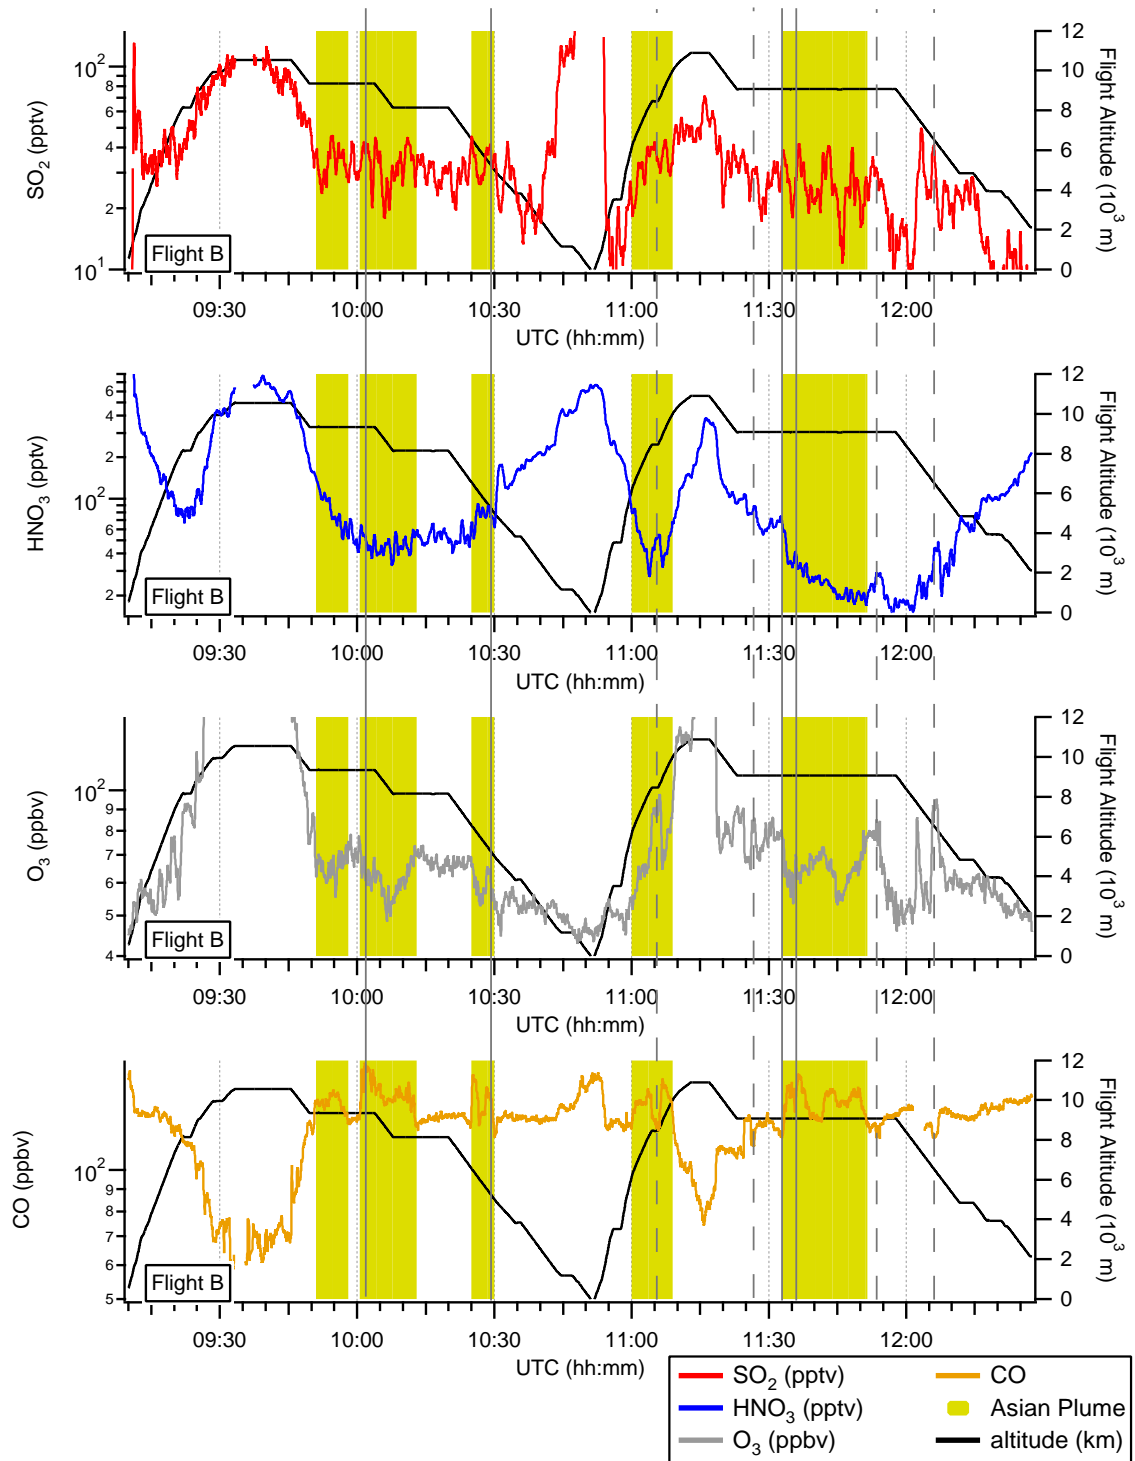 10²
8
6
4
2
10¹
SO₂ (pptv)
Flight B
12
10
8
6
4
2
0
Flight Altitude (10³ m)
09:30 10:00 10:30 11:00 11:30 12:00
UTC (hh:mm)
6
4
2
10²
8
6
4
2
HNO₃ (pptv)
Flight B
12
10
8
6
4
2
0
Flight Altitude (10³ m)
09:30 10:00 10:30 11:00 11:30 12:00
UTC (hh:mm)
10²
9
8
7
6
5
4
O₃ (ppbv)
Flight B
12
10
8
6
4
2
0
Flight Altitude (10³ m)
09:30 10:00 10:30 11:00 11:30 12:00
UTC (hh:mm)
10²
9
8
7
6
5
CO (ppbv)
Flight B
12
10
8
6
4
2
0
Flight Altitude (10³ m)
09:30 10:00 10:30 11:00 11:30 12:00
UTC (hh:mm)
SO₂ (pptv) CO
HNO₃ (pptv) Asian Plume
O₃ (ppbv) altitude (km)